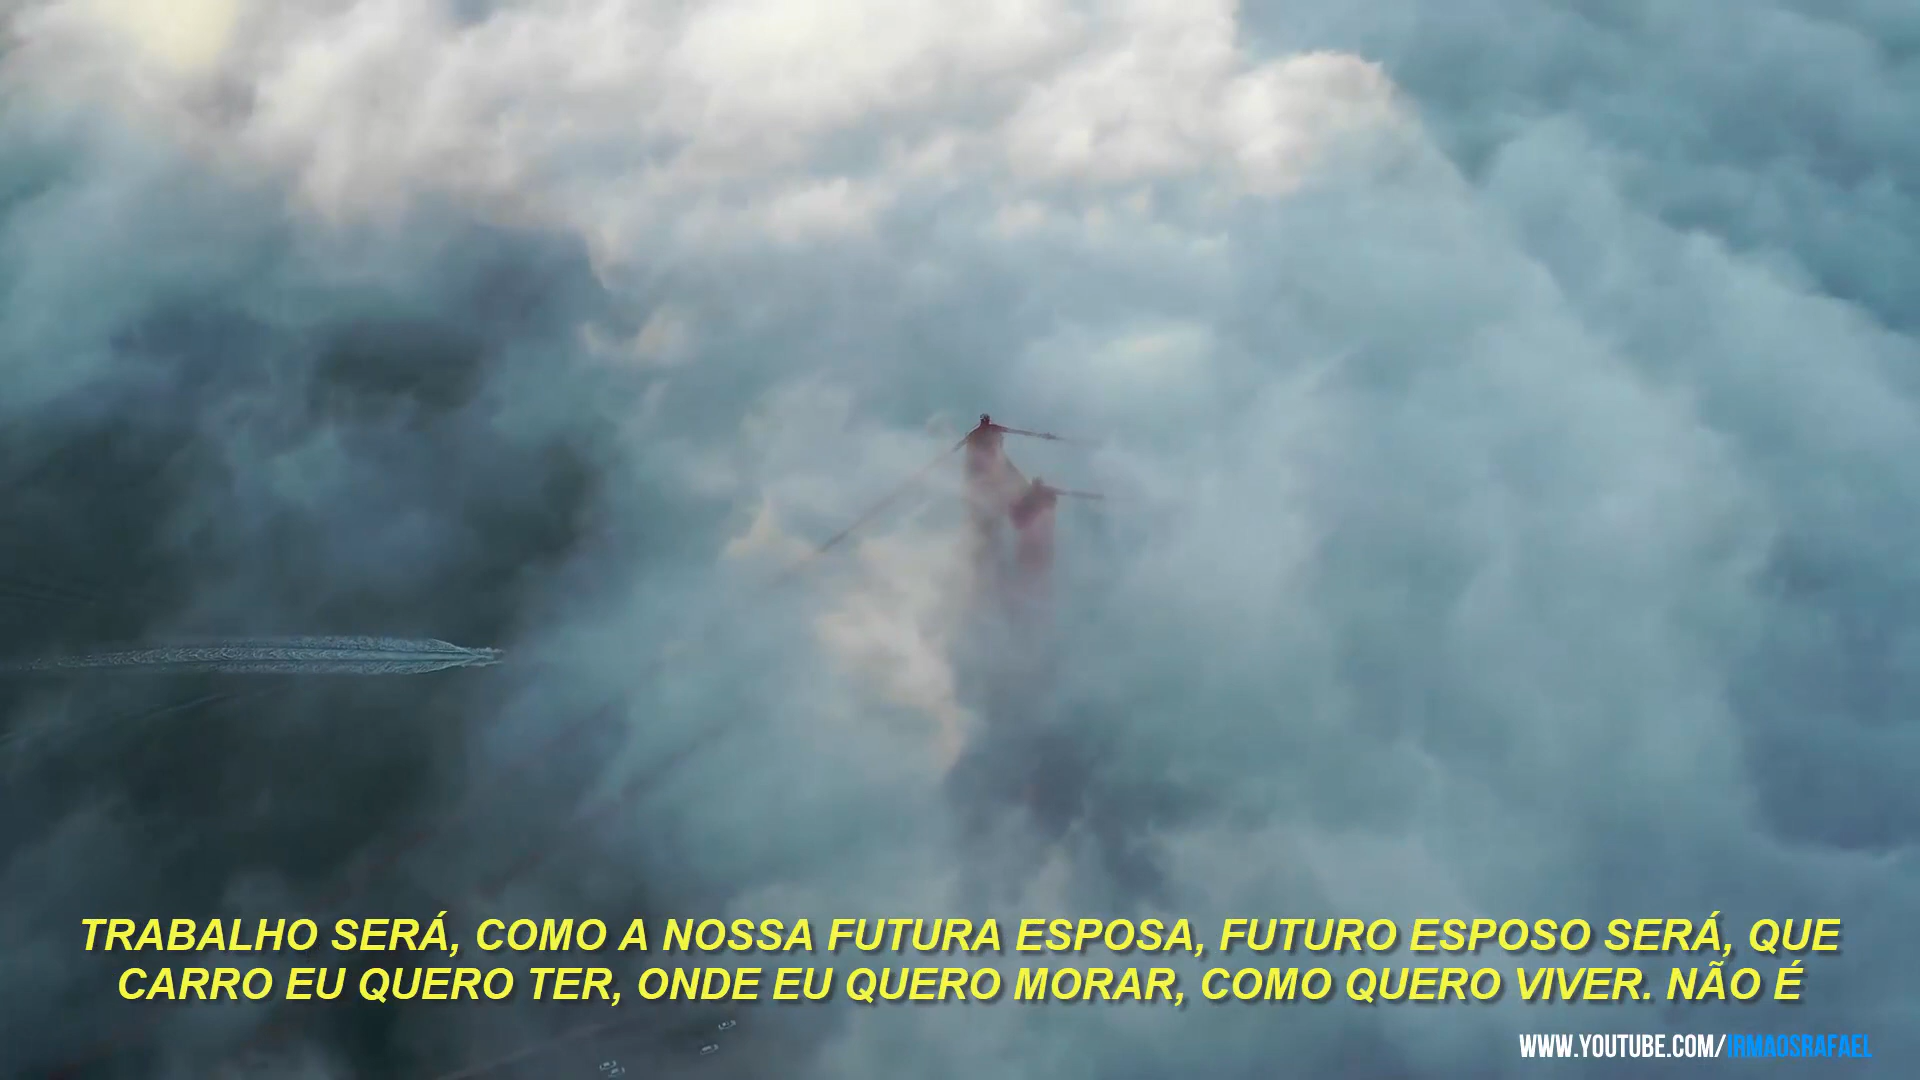 TRABALHO SERÁ, COMO A NOSSA FUTURA ESPOSA, FUTURO ESPOSO SERÁ, QUE
CARRO EU QUERO TER, ONDE EU QUERO MORAR, COMO QUERO VIVER. NÃO É
WWW.YOUTUBE.COM/IRMAOSRAFAEL